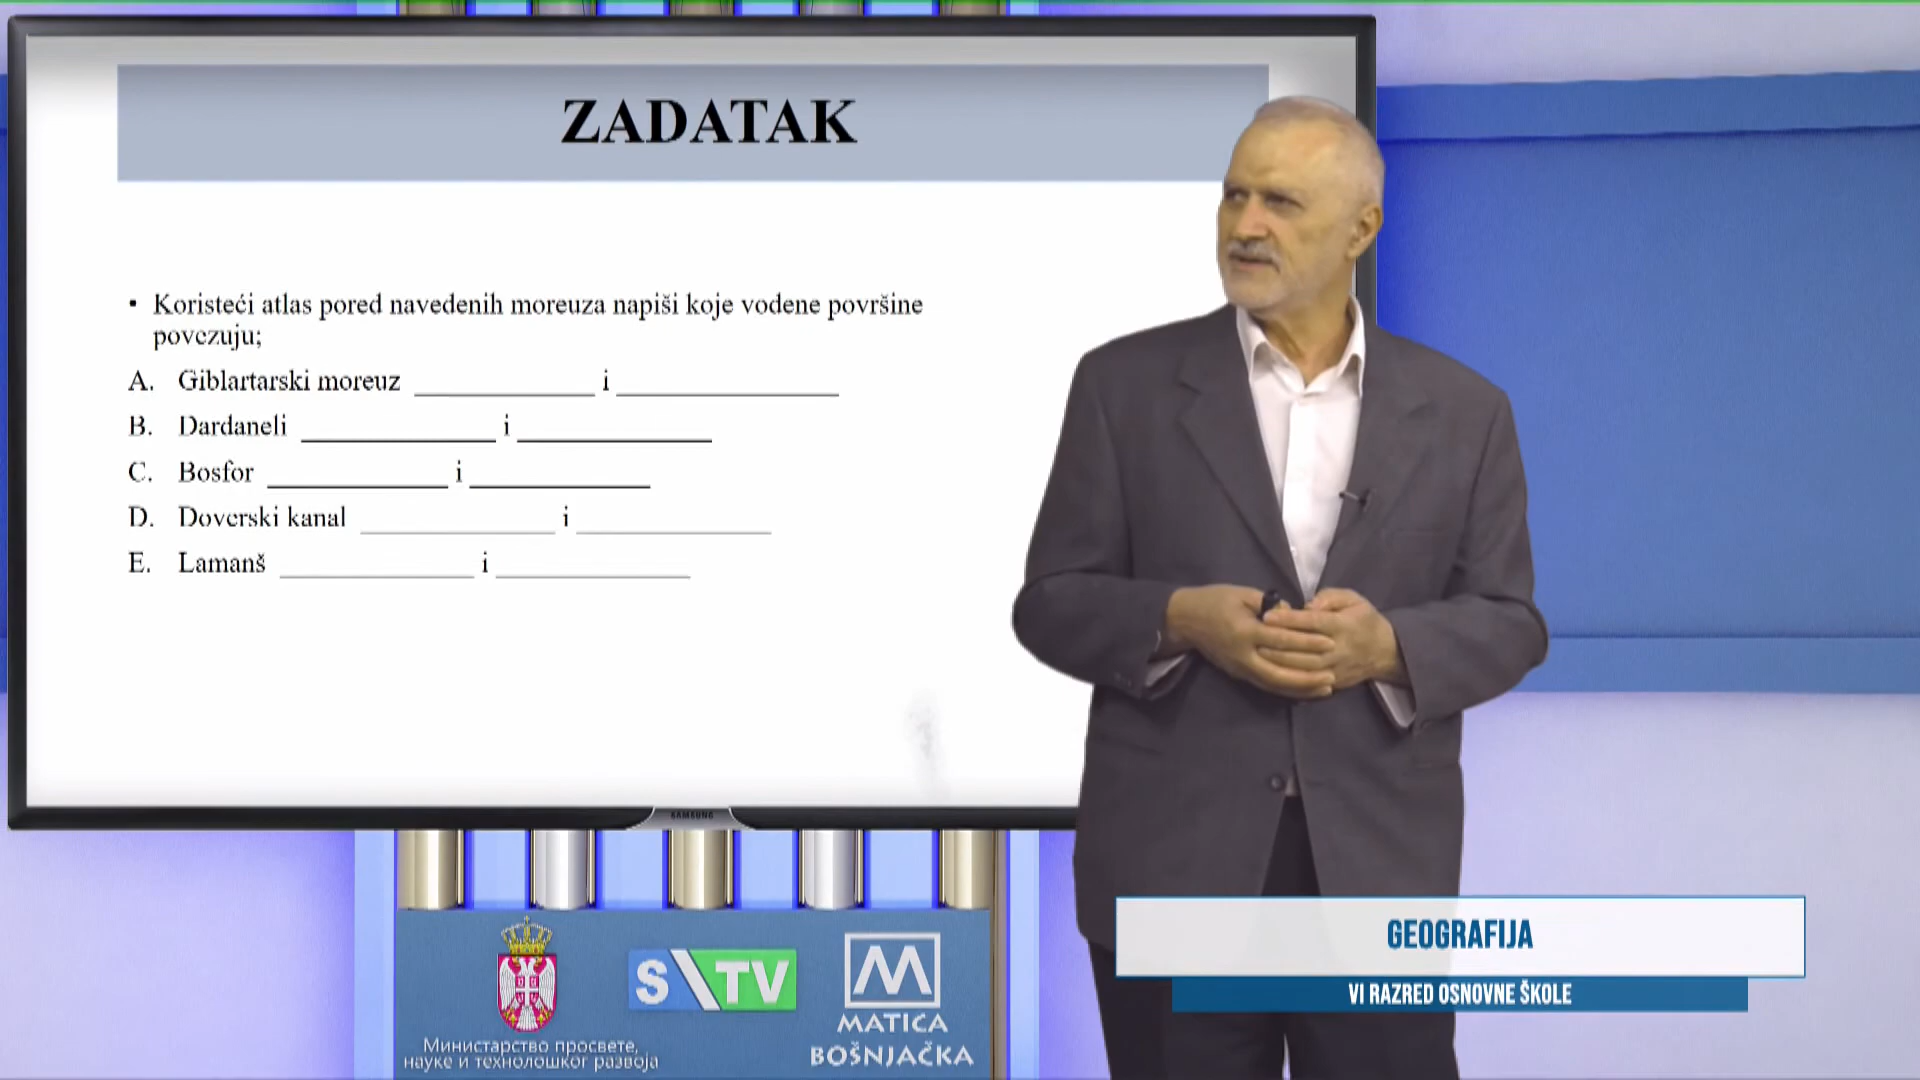 ZADATAK
• Koristeći atlas pored navedenih moreuza napiši koje vodene površine
povezuju;
A. Giblartarski moreuz ____________ i _______________
B. Dardaneli _____________ i _____________
C. Bosfor ____________ i ____________
D. Doverski kanal _____________ i _____________
E. Lamanš _____________ i _____________
SAMSUNG
GEOGRAFIJA
VI RAZRED OSNOVNE ŠKOLE
S TV
M
MATICA
BOŠNJAČKA
Министарство просвете,
науке и технолошког развоја